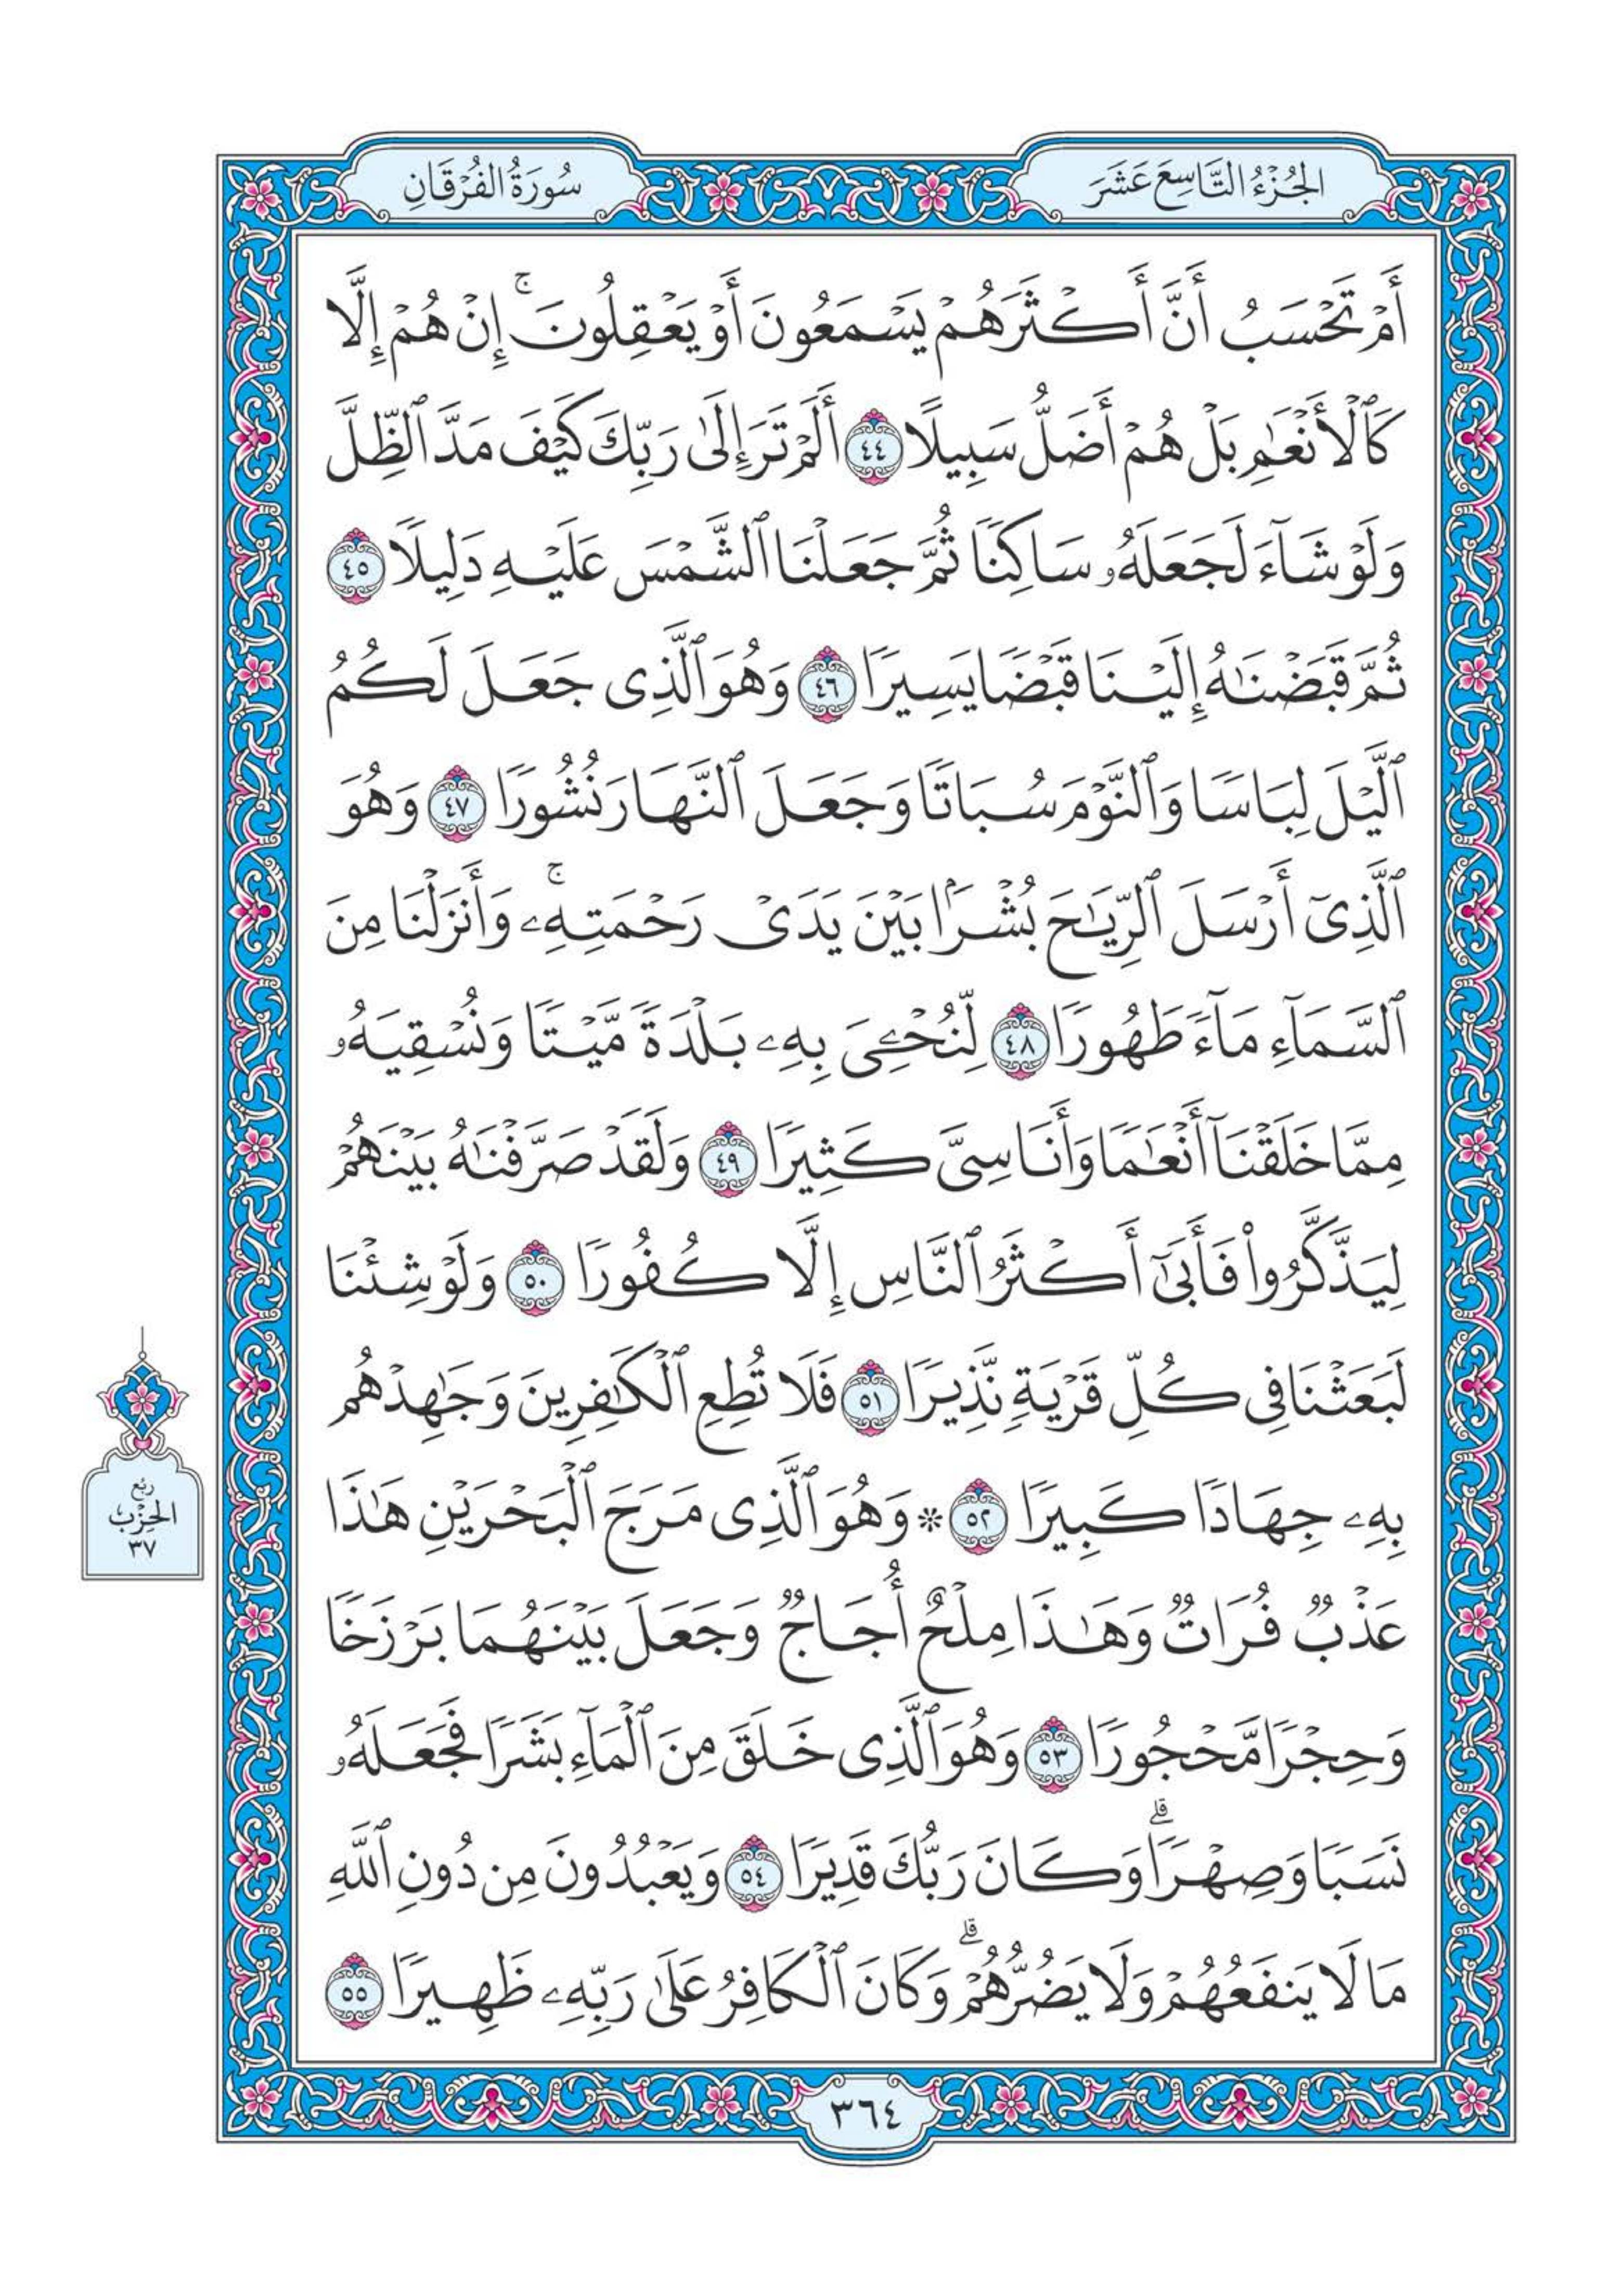 الجُزْءُ التَّاسِعَ عَشَرَ
سُورَةُ الفُرْقَانِ
أَمْ تَحْسَبُ أَنَّ أَكْثَرَهُمْ يَسْمَعُونَ أَوْ يَعْقِلُونَ ۚ إِنْ هُمْ إِلَّا
كَٱلْأَنْعَٰمِ بَلْ هُمْ أَضَلُّ سَبِيلًا ٤٤ أَلَمْ تَرَ إِلَىٰ رَبِّكَ كَيْفَ مَدَّ ٱلظِّلَّ
وَلَوْ شَآءَ لَجَعَلَهُۥ سَاكِنًا ثُمَّ جَعَلْنَا ٱلشَّمْسَ عَلَيْهِ دَلِيلًا ٤٥
ثُمَّ قَبَضْنَٰهُ إِلَيْنَا قَبْضًا يَسِيرًا ٤٦ وَهُوَ ٱلَّذِى جَعَلَ لَكُمُ
ٱلَّيْلَ لِبَاسًا وَٱلنَّوْمَ سُبَاتًا وَجَعَلَ ٱلنَّهَارَ نُشُورًا ٤٧ وَهُوَ
ٱلَّذِىٓ أَرْسَلَ ٱلرِّيَٰحَ بُشْرًۢا بَيْنَ يَدَىْ رَحْمَتِهِۦ ۚ وَأَنزَلْنَا مِنَ
ٱلسَّمَآءِ مَآءً طَهُورًا ٤٨ لِّنُحْۦِىَ بِهِۦ بَلْدَةً مَّيْتًا وَنُسْقِيَهُۥ
مِمَّا خَلَقْنَآ أَنْعَٰمًا وَأَنَاسِىَّ كَثِيرًا ٤٩ وَلَقَدْ صَرَّفْنَٰهُ بَيْنَهُمْ
لِيَذَّكَّرُوا۟ فَأَبَىٰٓ أَكْثَرُ ٱلنَّاسِ إِلَّا كُفُورًا ٥٠ وَلَوْ شِئْنَا
لَبَعَثْنَا فِى كُلِّ قَرْيَةٍ نَّذِيرًا ٥١ فَلَا تُطِعِ ٱلْكَٰفِرِينَ وَجَٰهِدْهُم
بِهِۦ جِهَادًا كَبِيرًا ٥٢ * وَهُوَ ٱلَّذِى مَرَجَ ٱلْبَحْرَيْنِ هَٰذَا
عَذْبٌ فُرَاتٌ وَهَٰذَا مِلْحٌ أُجَاجٌ وَجَعَلَ بَيْنَهُمَا بَرْزَخًا
وَحِجْرًا مَّحْجُورًا ٥٣ وَهُوَ ٱلَّذِى خَلَقَ مِنَ ٱلْمَآءِ بَشَرًا فَجَعَلَهُۥ
نَسَبًا وَصِهْرًا ۗ وَكَانَ رَبُّكَ قَدِيرًا ٥٤ وَيَعْبُدُونَ مِن دُونِ ٱللَّهِ
مَا لَا يَنفَعُهُمْ وَلَا يَضُرُّهُمْ ۗ وَكَانَ ٱلْكَافِرُ عَلَىٰ رَبِّهِۦ ظَهِيرًا ٥٥
ربع
الحِزْب
٣٧
٣٦٤